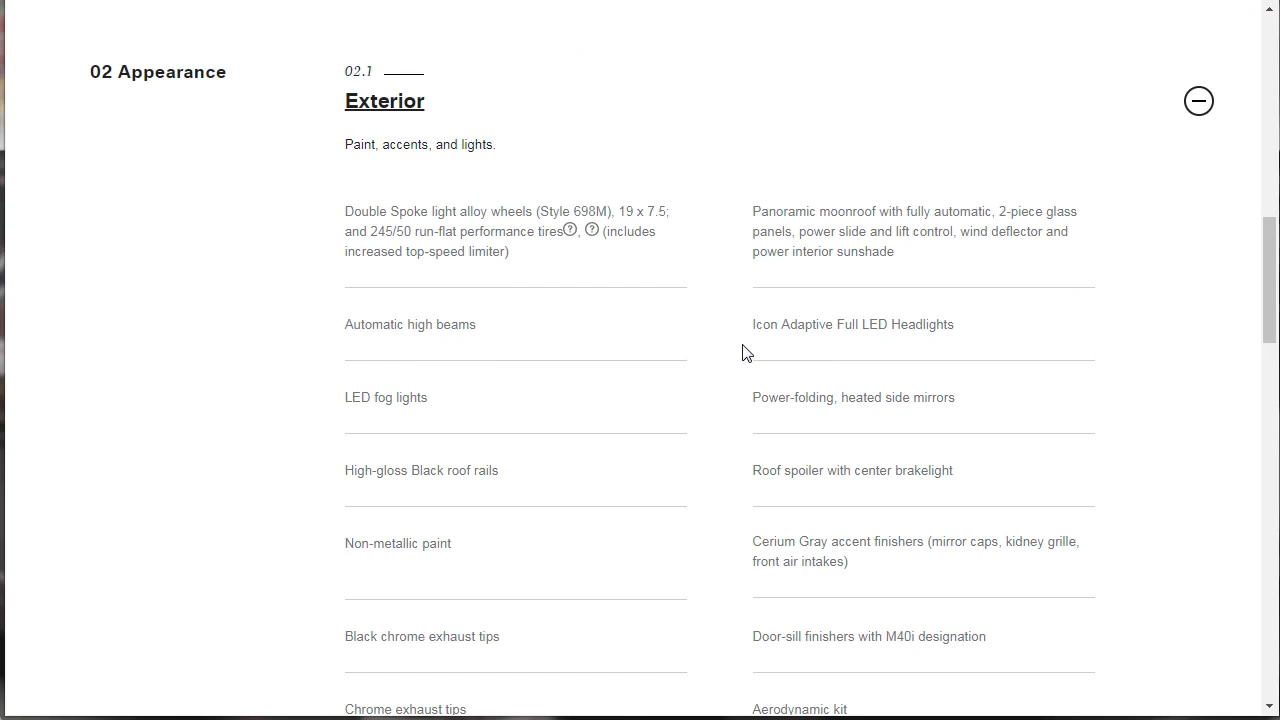 02 Appearance
02.1
Exterior
Paint, accents, and lights.
Double Spoke light alloy wheels (Style 698M), 19 x 7.5;
and 245/50 run-flat performance tires?, ? (includes
increased top-speed limiter)
Panoramic moonroof with fully automatic, 2-piece glass
panels, power slide and lift control, wind deflector and
power interior sunshade
Automatic high beams
Icon Adaptive Full LED Headlights
LED fog lights
Power-folding, heated side mirrors
High-gloss Black roof rails
Roof spoiler with center brakelight
Non-metallic paint
Cerium Gray accent finishers (mirror caps, kidney grille,
front air intakes)
Black chrome exhaust tips
Door-sill finishers with M40i designation
Chrome exhaust tips
Aerodynamic kit